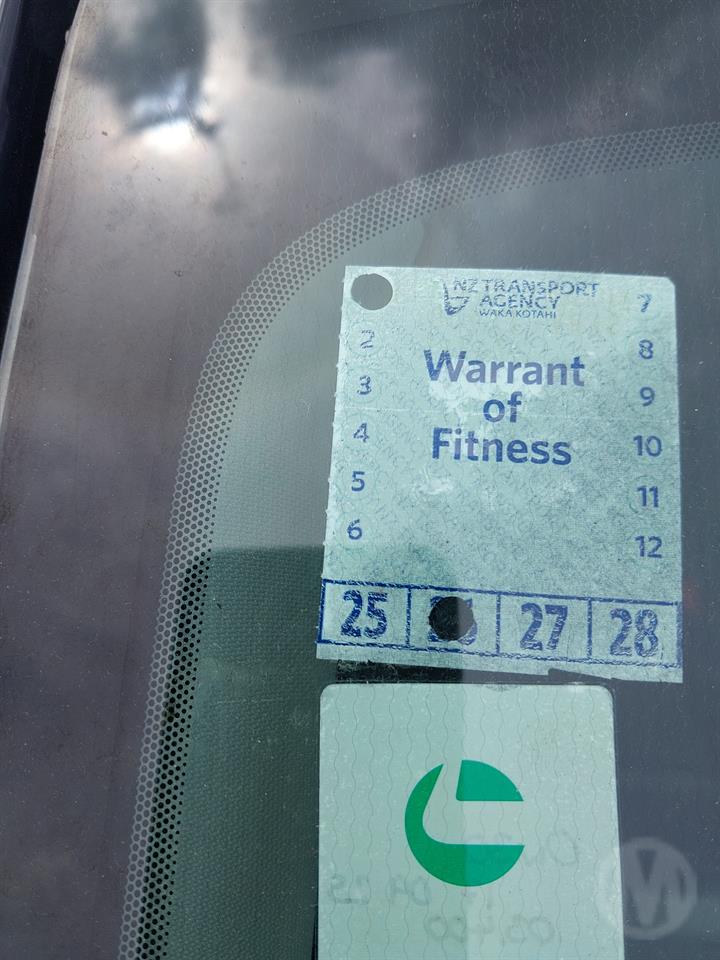 NZ TRANSPORT
AGENCY
WAKA KOTAHI
Warrant
of
Fitness
2
3
4
5
6
7
8
9
10
11
12
25 27 28